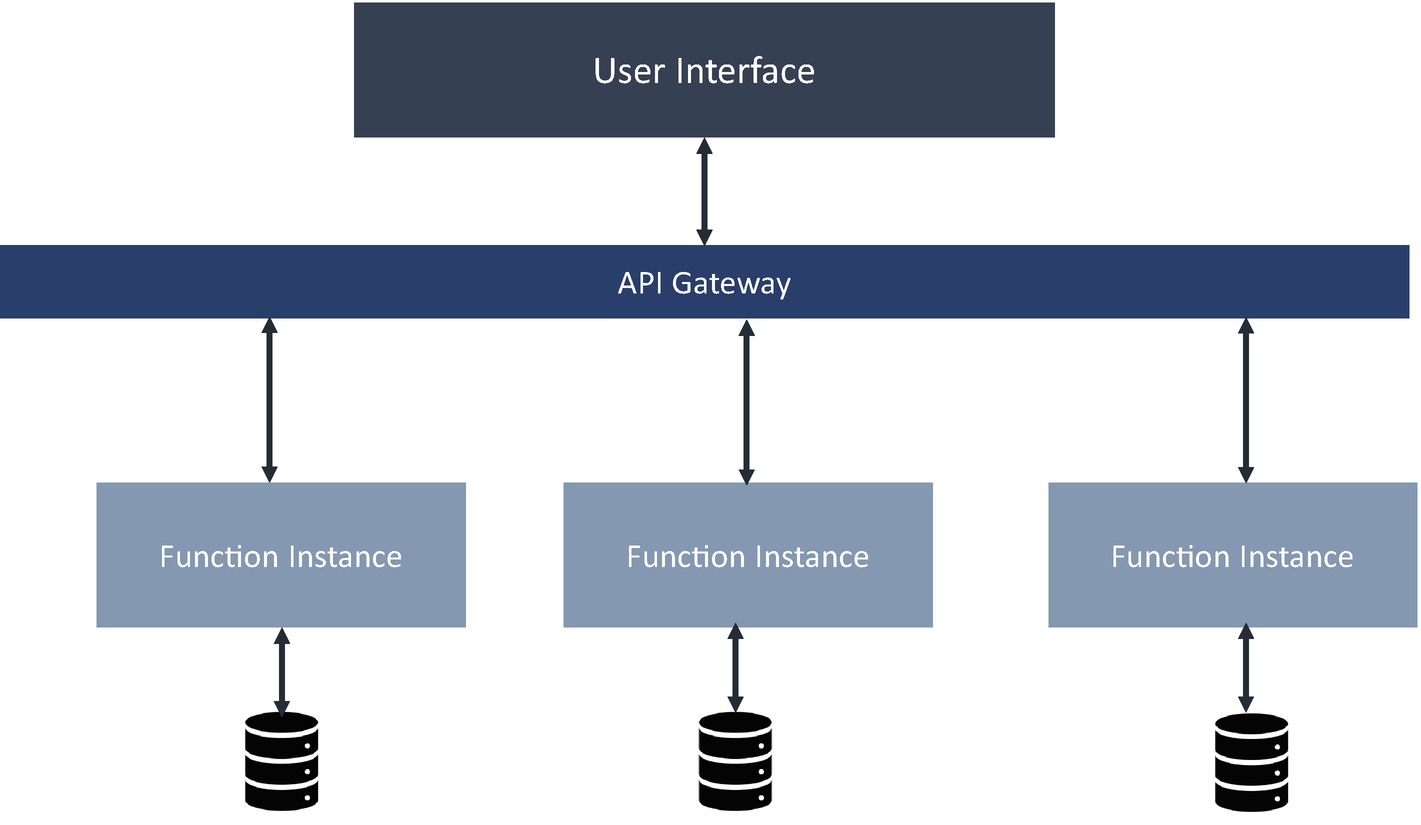 User Interface
API Gateway
Function Instance
Function Instance
Function Instance